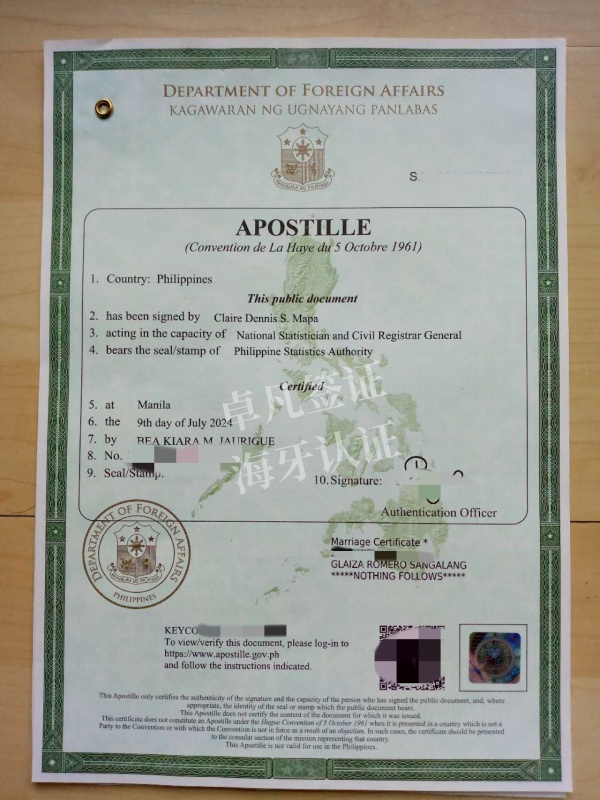 DEPARTMENT OF FOREIGN AFFAIRS
KAGAWARAN NG UGNAYANG PANLABAS
S
APOSTILLE
(Convention de La Haye du 5 Octobre 1961)
1. Country: Philippines
This public document
2. has been signed by Claire Dennis S. Mapa
3. acting in the capacity of National Statistician and Civil Registrar General
4. bears the seal/stamp of Philippine Statistics Authority
Certified
5. at Manila
6. the 9th day of July 2024
7. by BEA KIARA M. JAURIGUE
8. No.
9. Seal/Stamp.
10. Signature:
Authentication Officer
卓凡签证
海牙认证
DEPARTMENT OF FOREIGN AFFAIRS
PHILIPPINES
Marriage Certificate *
GLAIZA ROMERO SANGALANG
*****NOTHING FOLLOWS*****
KEYCO
To view/verify this document, please log-in to
https://www.apostille.gov.ph
and follow the instructions indicated.
This Apostille only certifies the authenticity of the signature and the capacity of the person who has signed the public document, and, where
appropriate, the identity of the seal or stamp which the public document bears.
This Apostille does not certify the content of the document for which it was issued.
This certificate does not constitute an Apostille under the Hague Convention of 5 October 1961 when it is presented in a country which is not a
Party to the Convention or with which the Convention is not in force as a result of an objection. In such cases, the certificate should be presented
to the consular section of the mission representing that country.
This Apostille is not valid for use in the Philippines.